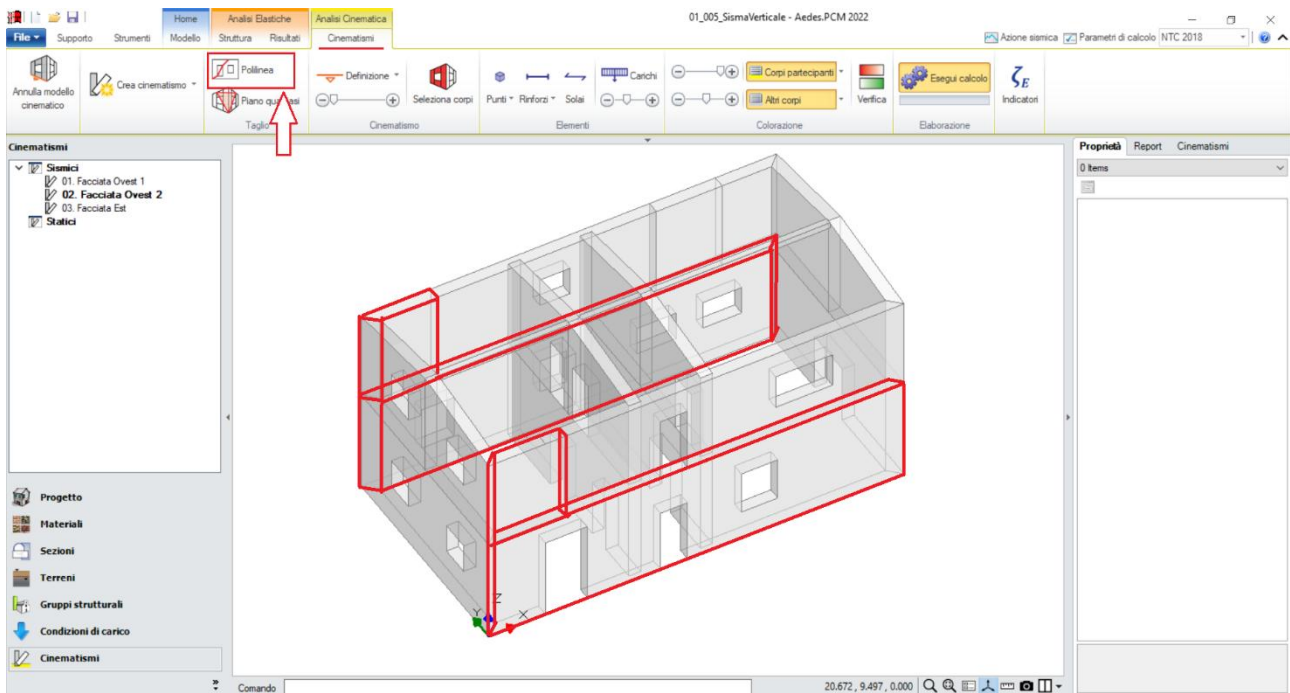 Home
Analisi Elastiche
Analisi Cinematica
01_005_SismaVerticale - Aedes.PCM 2022
File
Supporto
Strumenti
Modello
Struttura
Risultati
Cinematismi
Azione sismica
Parametri di calcolo
NTC 2018
Annulla modello
cinematico
Crea cinematismo
Polilinea
Taglio
Definizione
Seleziona corpi
Cinematismo
Punti
Rinforzi
Solai
Carichi
Elementi
Corpi partecipanti
Altri corpi
Verifica
Colorazione
Esegui calcolo
Elaborazione
ζE
Indicatori
Cinematismi
Sismici
01. Facciata Ovest 1
02. Facciata Ovest 2
03. Facciata Est
Statici
Proprietà
Report
Cinematismi
0 Items
Z
Y
X
Progetto
Materiali
Sezioni
Terreni
Gruppi strutturali
Condizioni di carico
Cinematismi
Comando
20.672 , 9.497 , 0.000